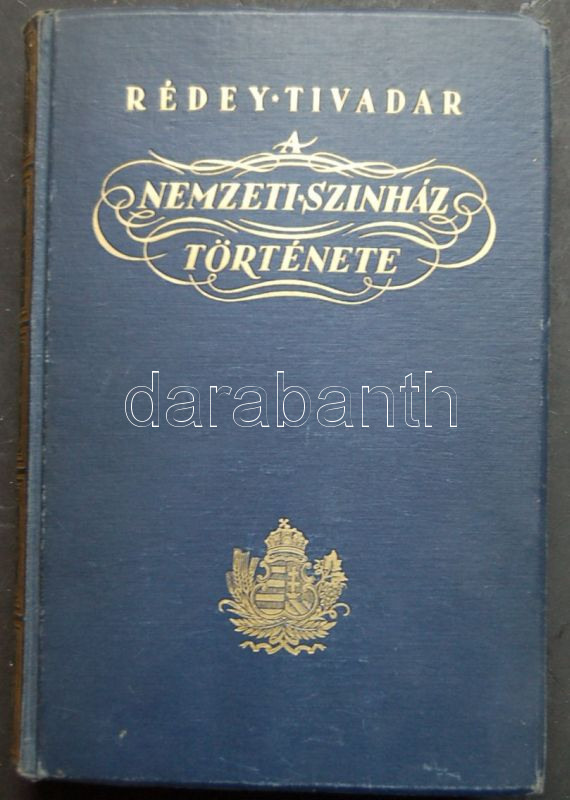 RÉDEY·TIVADAR
A
NEMZETI·SZINHÁZ
TÖRTÉNETE
darabanth